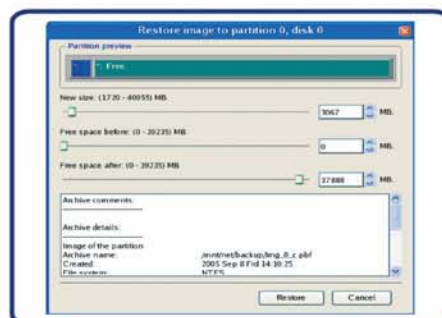 Restore image to partition 0, disk 0
Partition preview
Free
New size: (1720 - 40955) MB
3067 MB.
Free space before: (0 - 39235) MB
0 MB.
Free space after: (0 - 39235) MB
37888 MB.
Archive comments:
Archive details:
Image of the partition
Archive name: /mnt/net/backup/img_0_c.pbf
Created: 2005 Sep 8 Frd 14:10:25
File system: NTFS
Restore Cancel